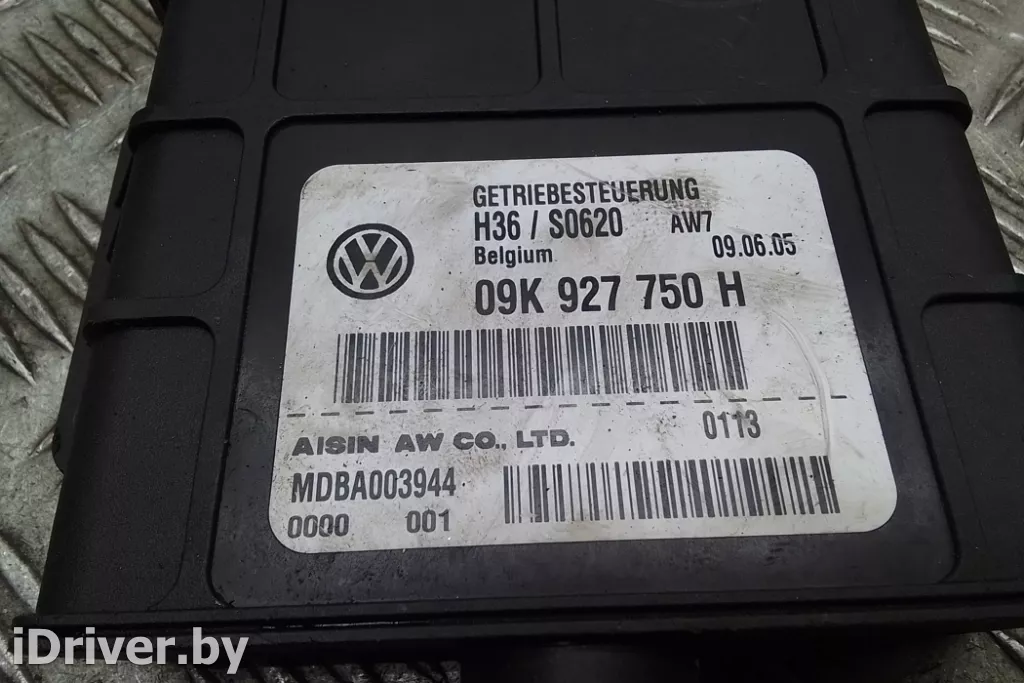 GETRIEBESTEUERUNG
H36 / S0620 AW7
Belgium 09.06.05
09K 927 750 H
AISIN AW CO., LTD. 0113
MDBA003944
0000 001
iDriver.by